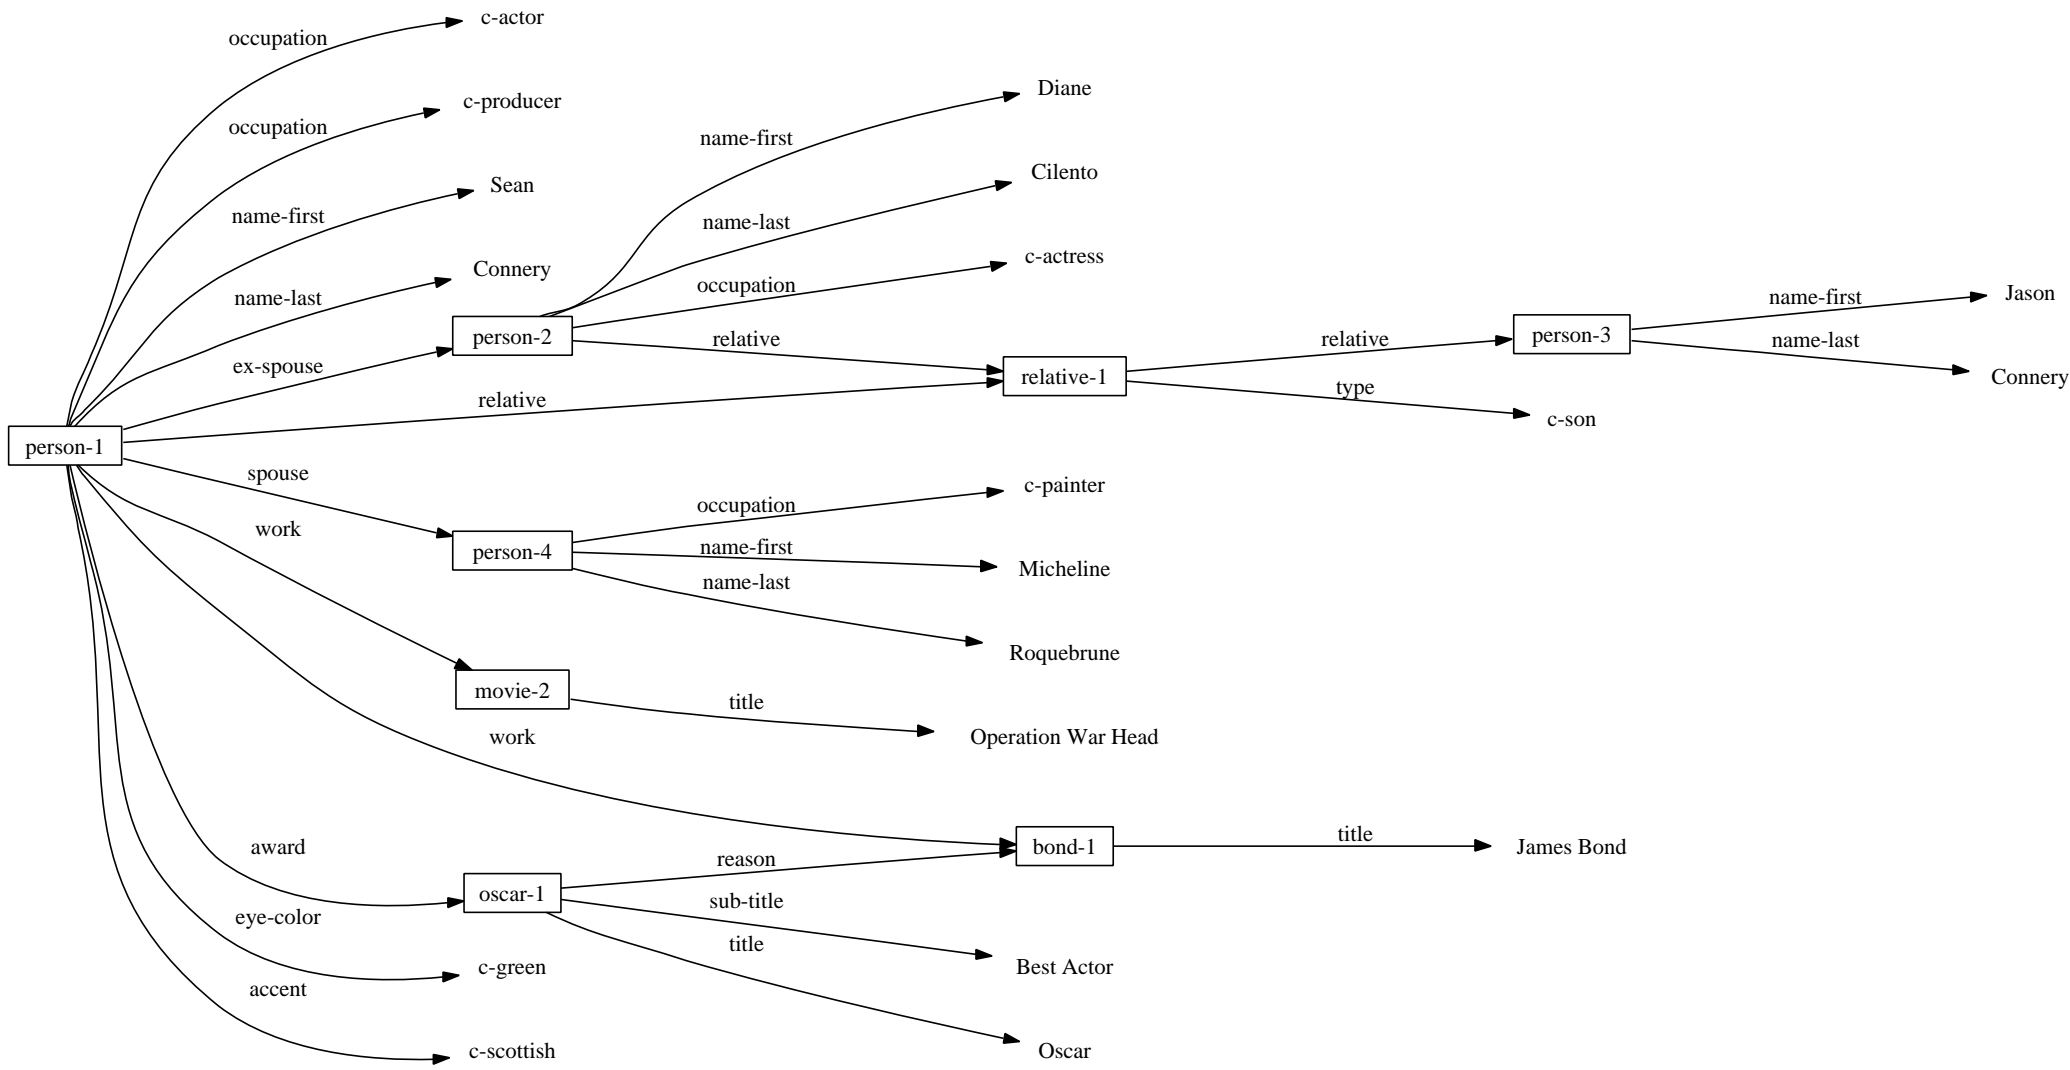 c-actor
occupation
c-producer
occupation
Sean
name-first
Connery
name-last
person-1
ex-spouse
person-2
name-first
Diane
name-last
Cilento
occupation
c-actress
relative
relative
relative-1
relative
person-3
name-first
Jason
name-last
Connery
type
c-son
spouse
person-4
occupation
c-painter
name-first
Micheline
name-last
Roquebrune
work
movie-2
title
Operation War Head
work
bond-1
title
James Bond
award
oscar-1
reason
sub-title
Best Actor
title
Oscar
eye-color
c-green
accent
c-scottish